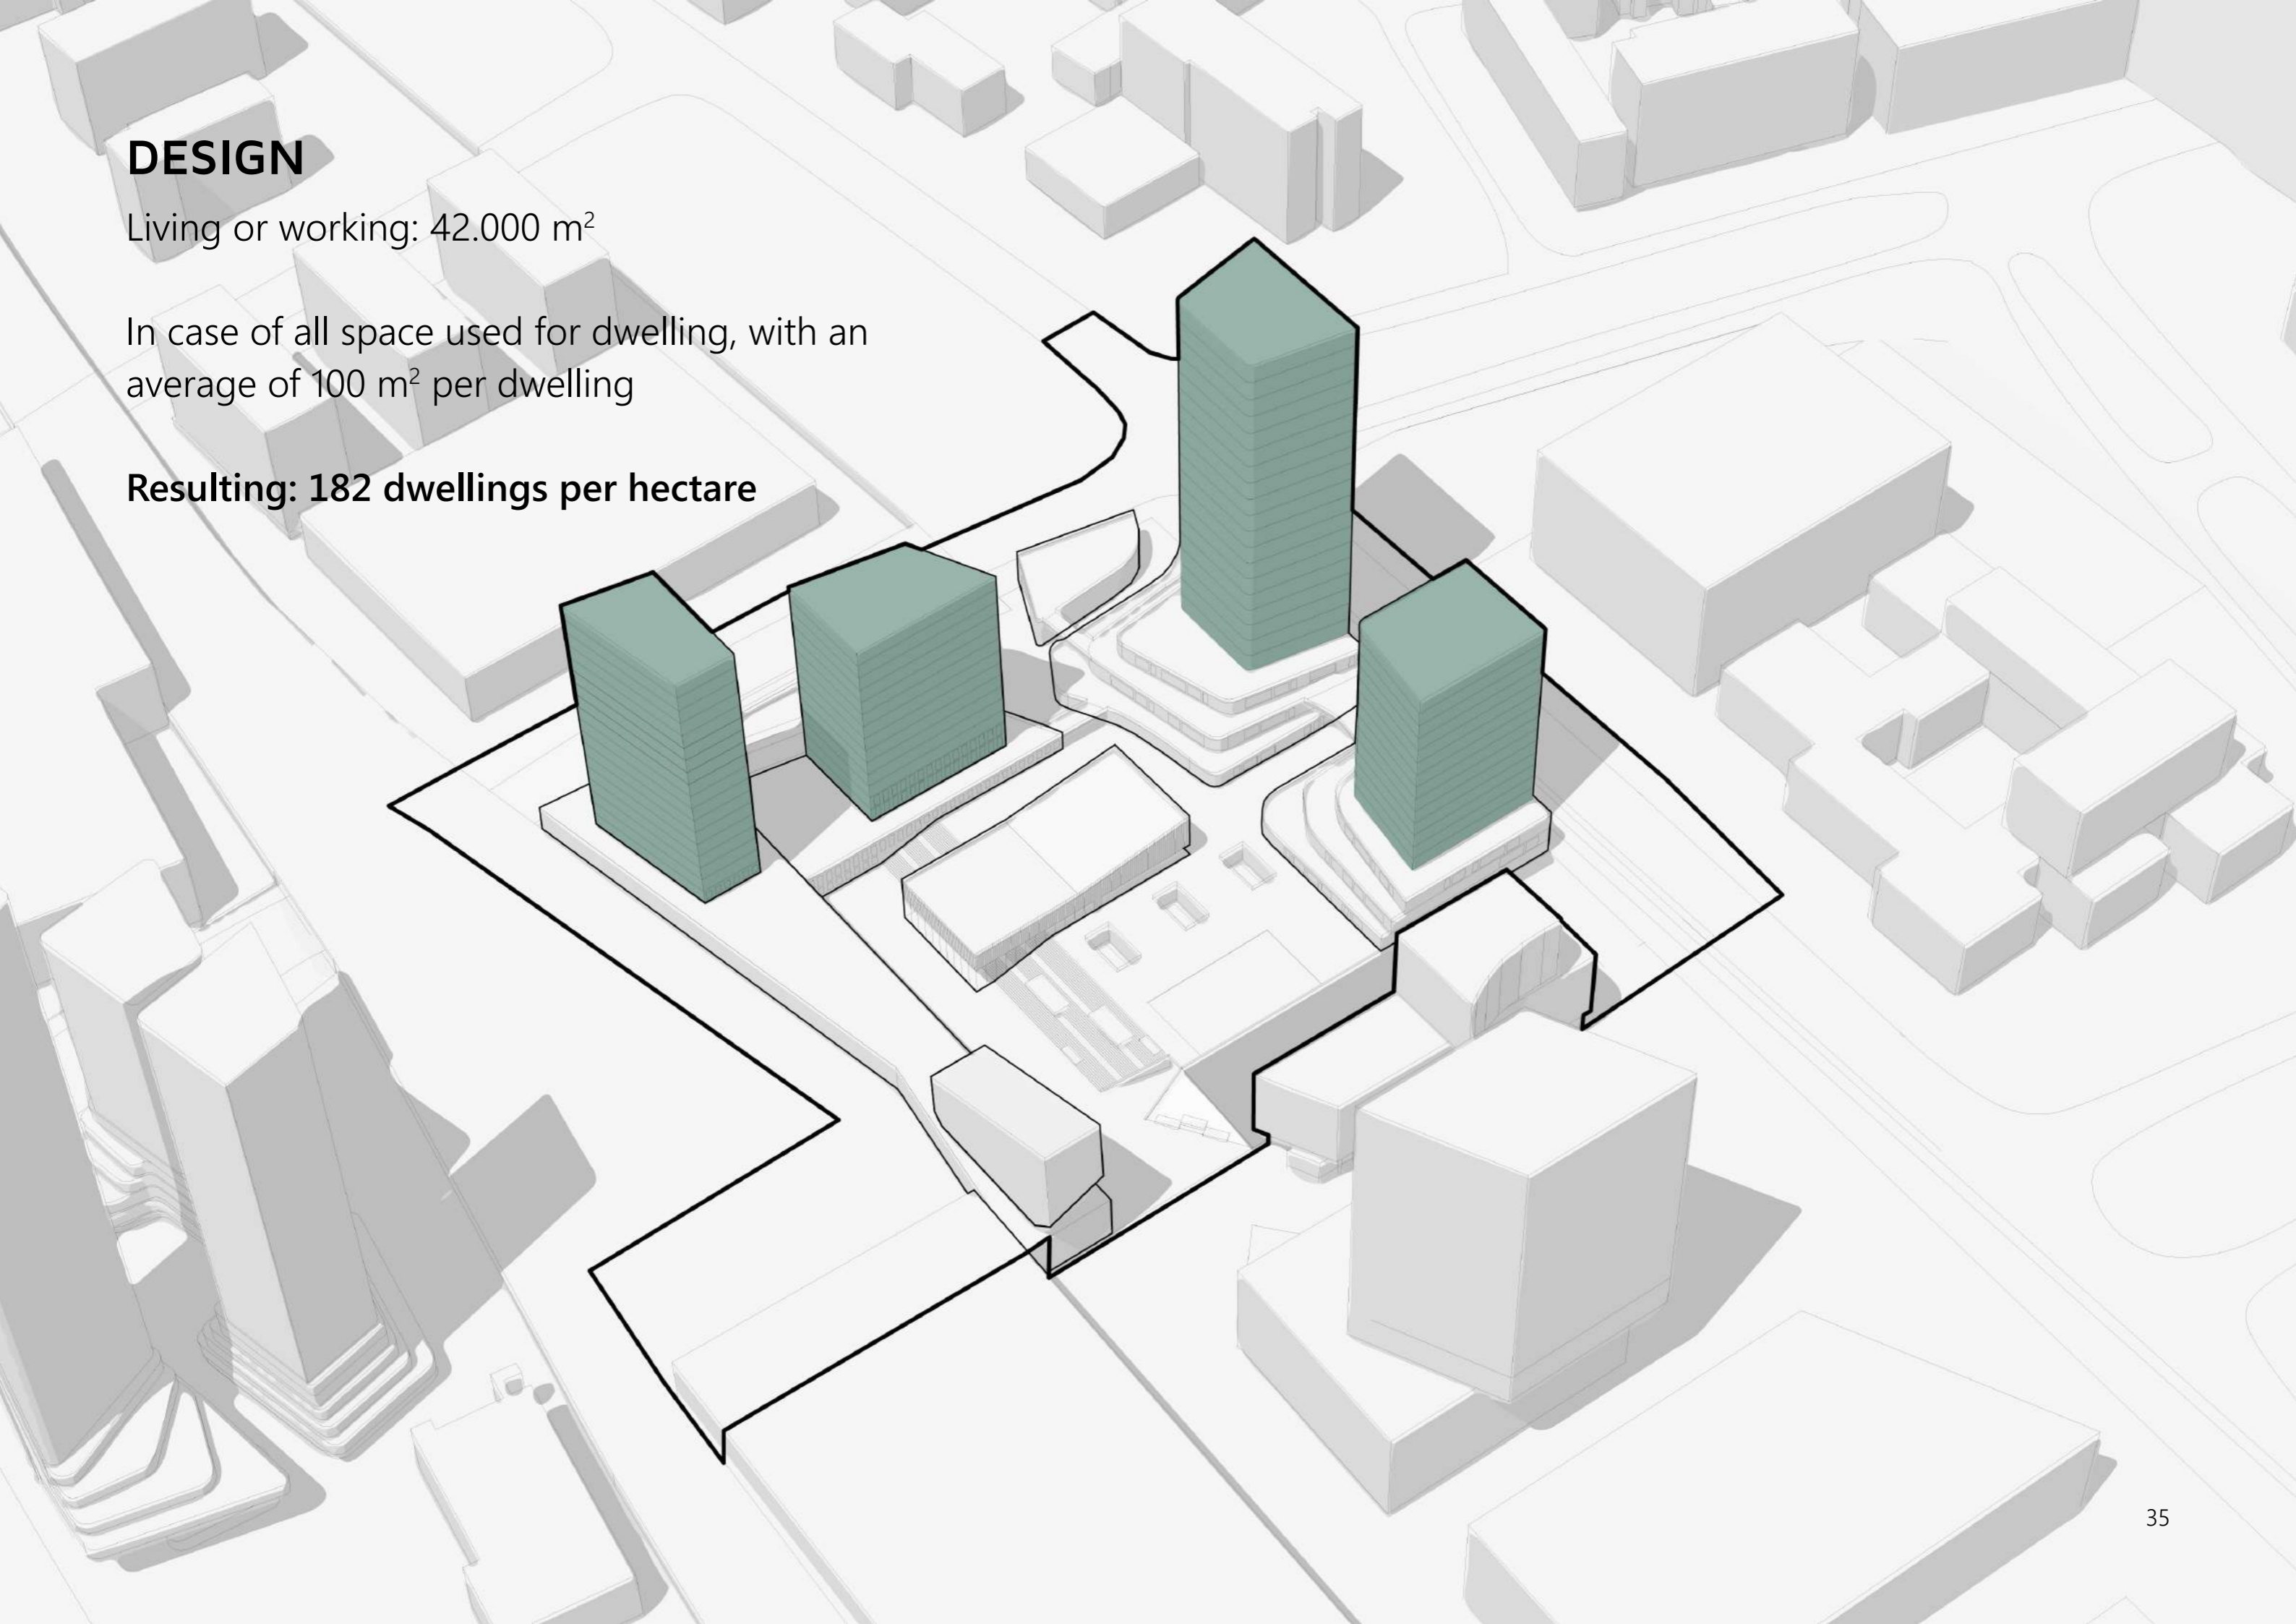 DESIGN
Living or working: 42.000 m²
In case of all space used for dwelling, with an
average of 100 m² per dwelling
Resulting: 182 dwellings per hectare
35